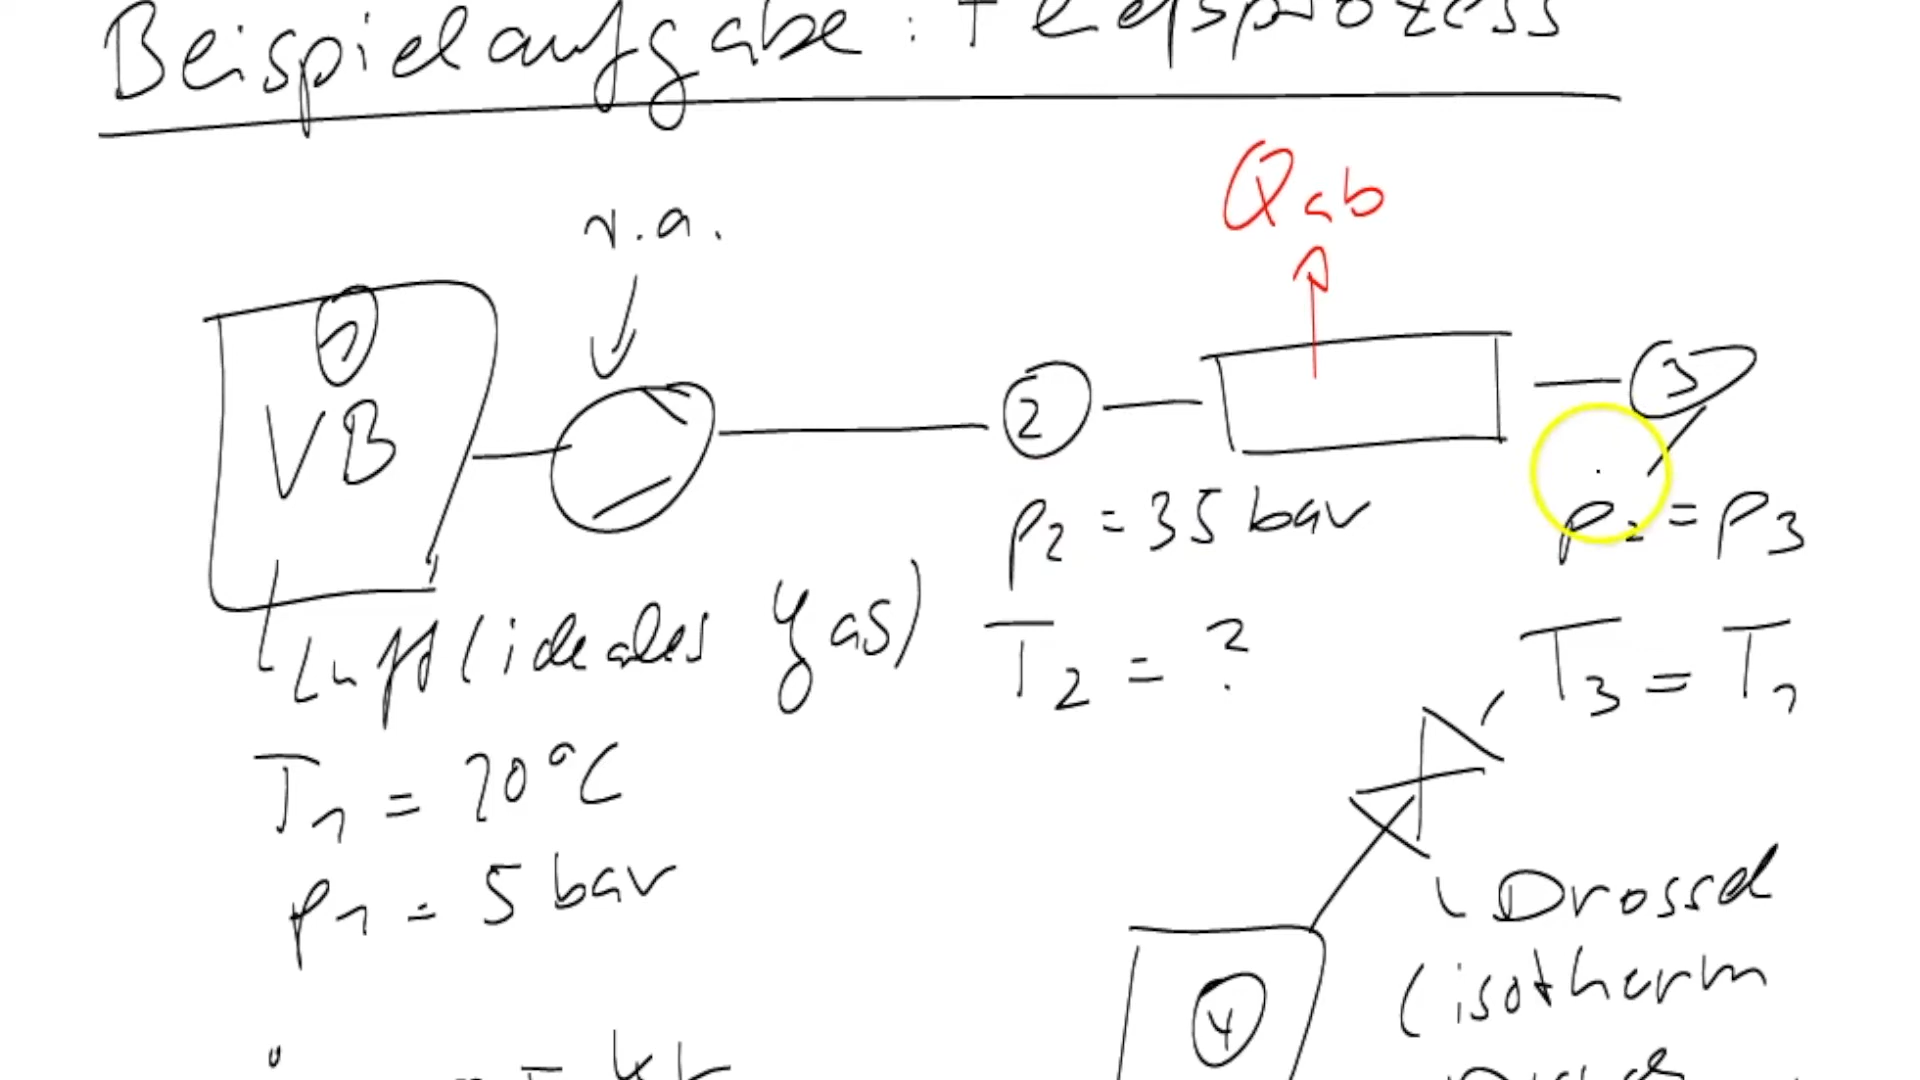 Beispielaufgabe:
Qab
r.a.
1
VB
2
3
p2 = 35 bar
p2 = p3
Luft (ideales Gas)
T2 = ?
T3 = T1
T1 = 20°C
p1 = 5 bar
Drossel
(isotherm
4